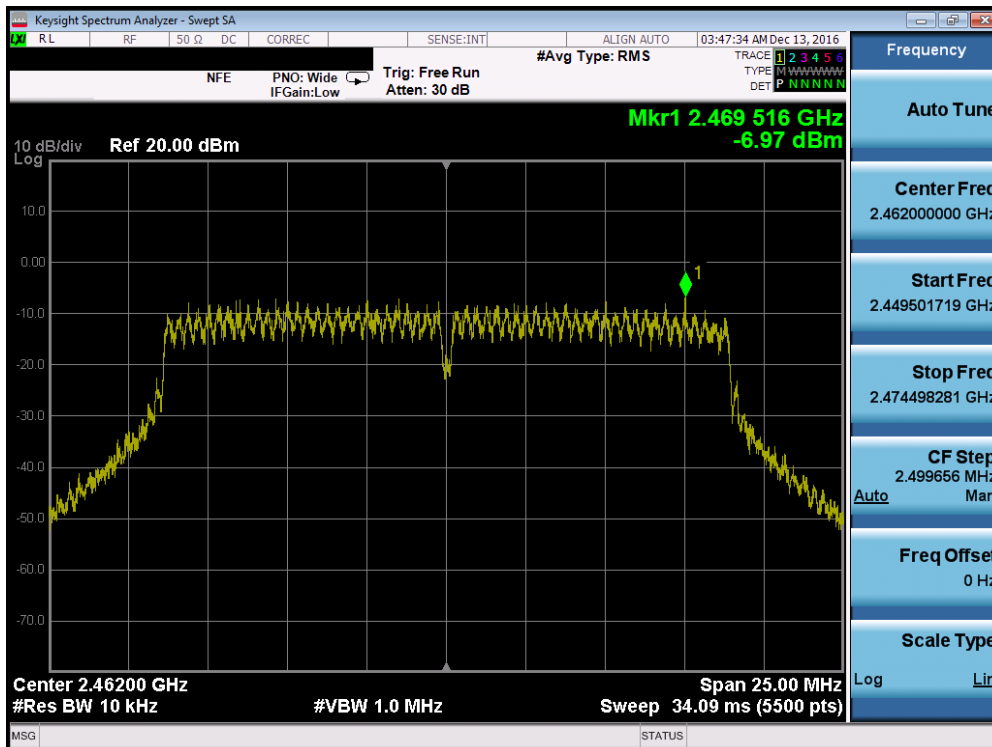 Keysight Spectrum Analyzer - Swept SA
LXI RL RF 50 Ω DC CORREC SENSE:INT ALIGN AUTO 03:47:34 AM Dec 13, 2016
NFE PNO: Wide Trig: Free Run #Avg Type: RMS TRACE 1 2 3 4 5 6
IFGain:Low Atten: 30 dB TYPE M WWWWW
DET P N N N N N
Mkr1 2.469 516 GHz
-6.97 dBm
10 dB/div Ref 20.00 dBm
Log
10.0
0.00
-10.0
-20.0
-30.0
-40.0
-50.0
-60.0
-70.0
1
Center 2.46200 GHz Span 25.00 MHz
#Res BW 10 kHz #VBW 1.0 MHz Sweep 34.09 ms (5500 pts)
MSG STATUS
Frequency
Auto Tune
Center Freq
2.462000000 GHz
Start Freq
2.449501719 GHz
Stop Freq
2.474498281 GHz
CF Step
2.499656 MHz
Auto Man
Freq Offset
0 Hz
Scale Type
Log Lin